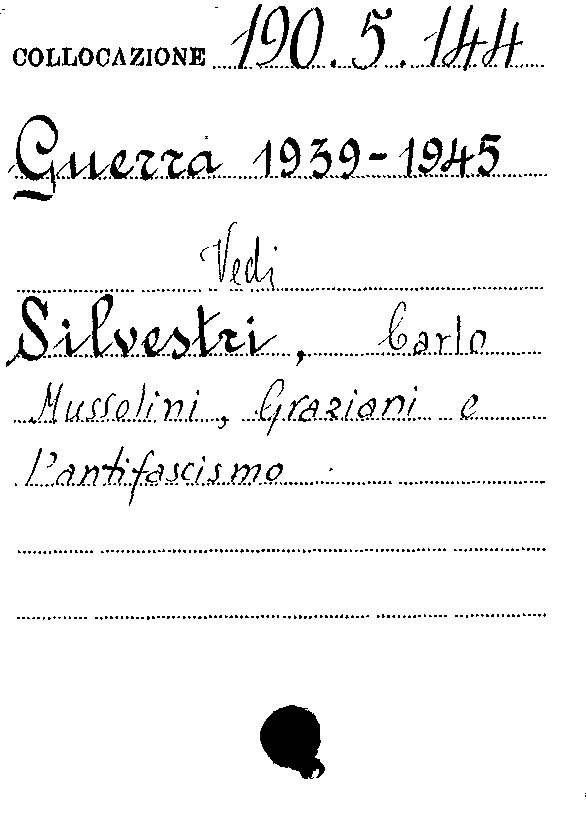 COLLOCAZIONE 190.5.144
Guerra 1939-1945
Vedi
Silvestri, Carlo
Mussolini, Graziani e
l'antifascismo